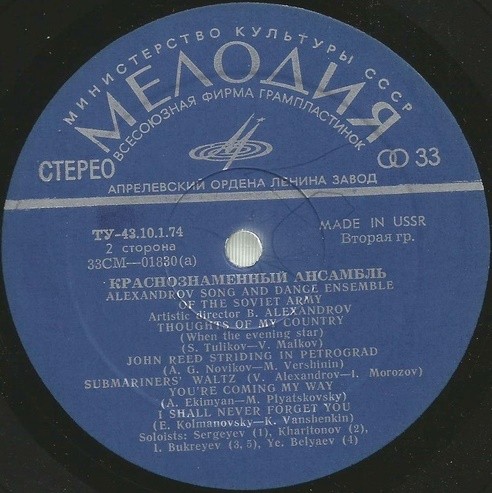 МИНИСТЕРСТВО КУЛЬТУРЫ СССР
МЕЛОДИЯ
ВСЕСОЮЗНАЯ ФИРМА ГРАМПЛАСТИНОК
СТЕРЕО
33
АПРЕЛЕВСКИЙ ОРДЕНА ЛЕНИНА ЗАВОД
ТУ-43.10.1.74
2 сторона
33СМ—01830(а)
MADE IN USSR
Вторая гр.
КРАСНОЗНАМЕННЫЙ АНСАМБЛЬ
ALEXANDROV SONG AND DANCE ENSEMBLE
OF THE SOVIET ARMY
Artistic director B. ALEXANDROV
THOUGHTS OF MY COUNTRY
(When the evening star)
(S. Tulikov—V. Malkov)
JOHN REED STRIDING IN PETROGRAD
(A. G. Novikov—M. Vershinin)
SUBMARINERS' WALTZ (V. Alexandrov—I. Morozov)
YOU'RE COMING MY WAY
(A. Ekimyan—M. Plyatskovsky)
I SHALL NEVER FORGET YOU
(E. Kolmanovsky—K. Vanshenkin)
Soloists: Sergeyev (1), Kharitonov (2),
I. Bukreyev (3, 5), Ye. Belyaev (4)